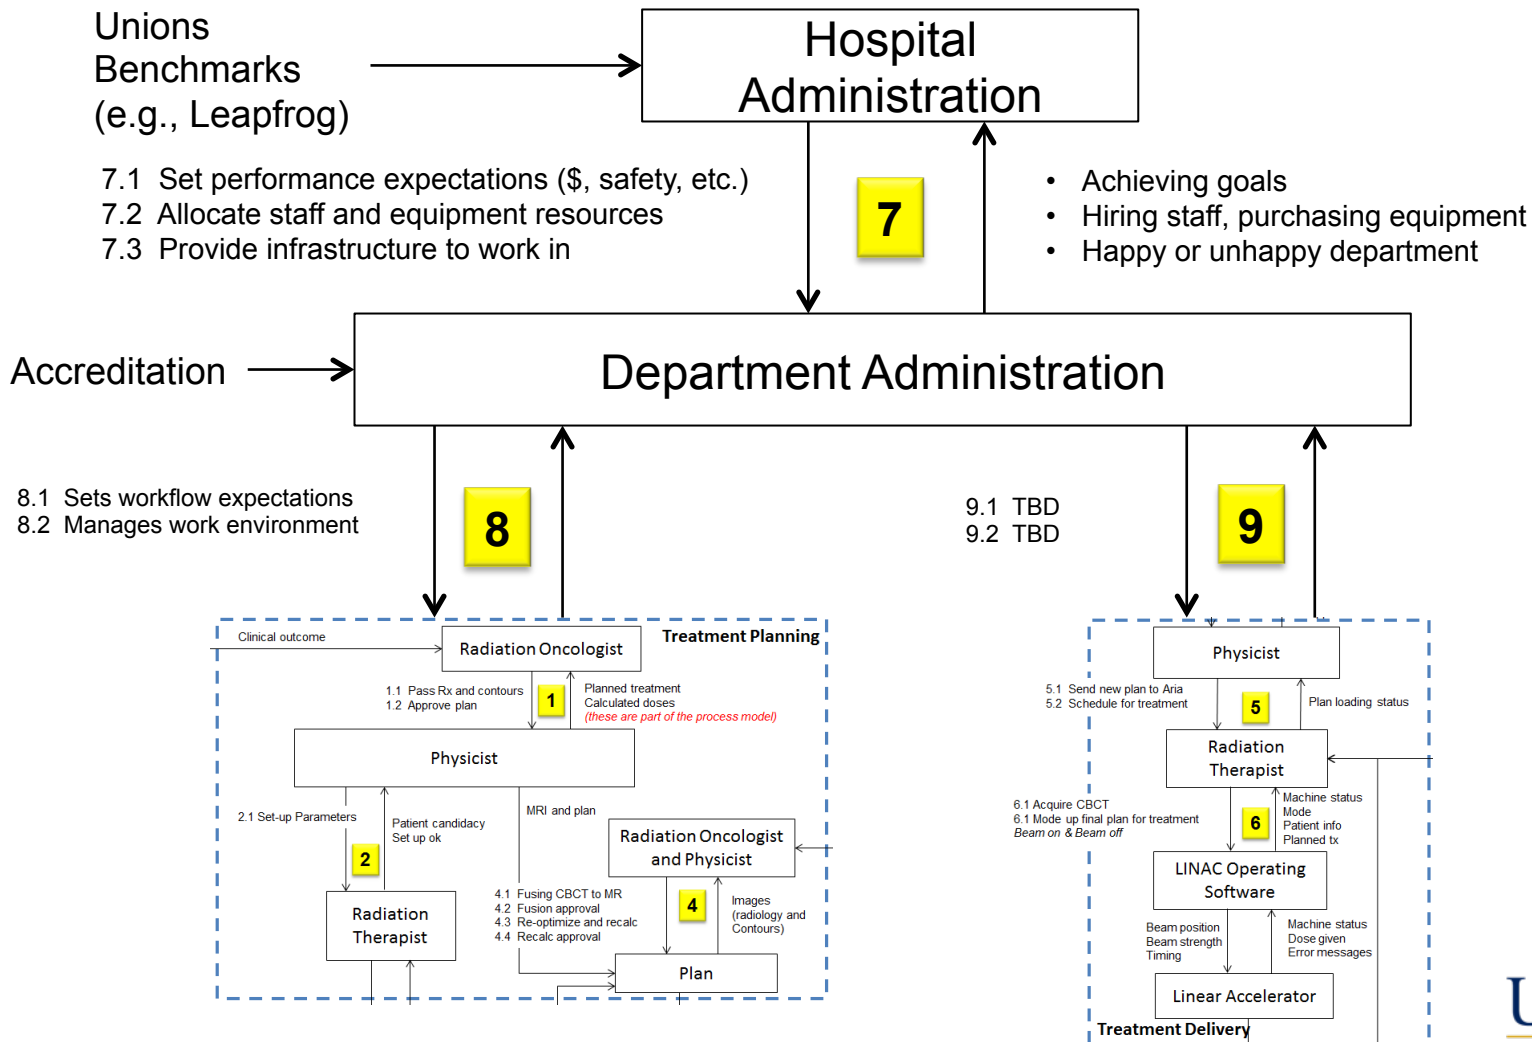 Unions
Benchmarks
(e.g., Leapfrog)
Hospital
Administration
7.1 Set performance expectations ($, safety, etc.)
7.2 Allocate staff and equipment resources
7.3 Provide infrastructure to work in
7
• Achieving goals
• Hiring staff, purchasing equipment
• Happy or unhappy department
Accreditation
Department Administration
8.1 Sets workflow expectations
8.2 Manages work environment
8
9.1 TBD
9.2 TBD
9
Clinical outcome
Radiation Oncologist
Treatment Planning
1.1 Pass Rx and contours
1.2 Approve plan
1
Planned treatment
Calculated doses
(these are part of the process model)
Physicist
2.1 Set-up Parameters
2
Patient candidacy
Set up ok
MRI and plan
Radiation Oncologist
and Physicist
Radiation
Therapist
4.1 Fusing CBCT to MR
4.2 Fusion approval
4.3 Re-optimize and recalc
4.4 Recalc approval
4
Images
(radiology and
Contours)
Plan
Physicist
5.1 Send new plan to Aria
5.2 Schedule for treatment
5
Plan loading status
Radiation
Therapist
6.1 Acquire CBCT
6.1 Mode up final plan for treatment
Beam on & Beam off
6
Machine status
Mode
Patient info
Planned tx
LINAC Operating
Software
Beam position
Beam strength
Timing
Machine status
Dose given
Error messages
Linear Accelerator
Treatment Delivery
U